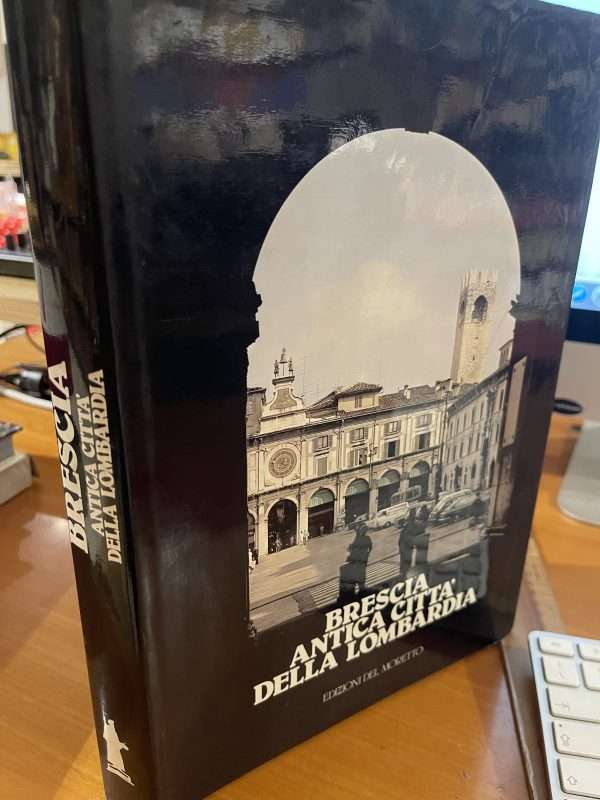 BRESCIA
ANTICA CITTA'
DELLA LOMBARDIA
BRESCIA
ANTICA CITTA'
DELLA LOMBARDIA
EDIZIONI DEL MORETTO